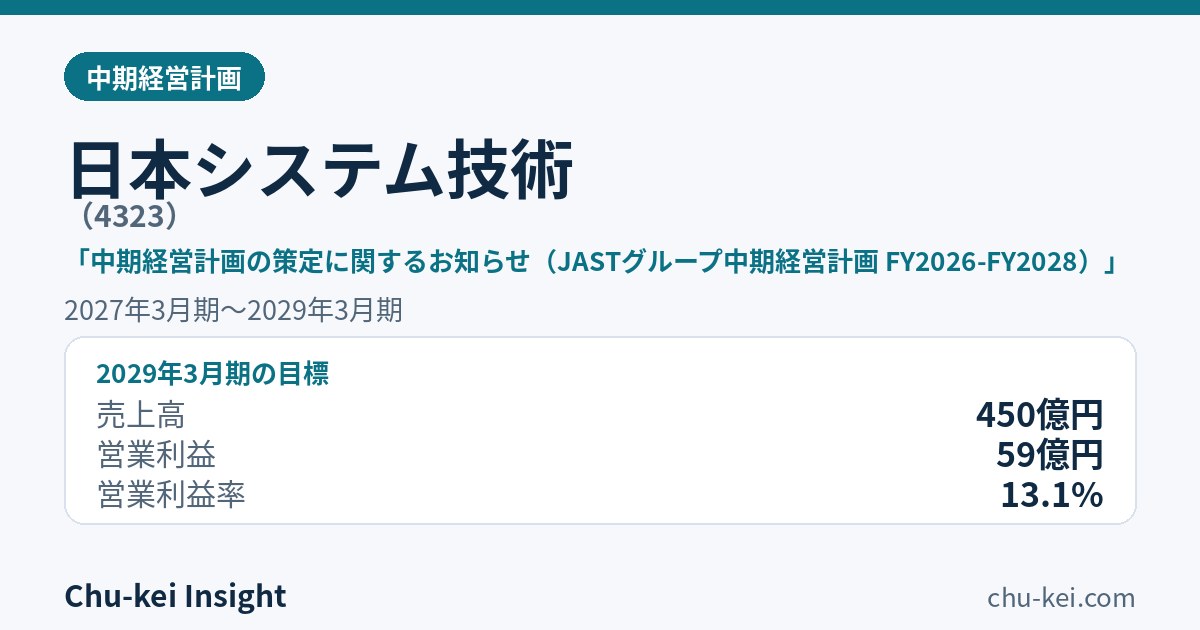 中期経営計画
日本システム技術
（4323）
「中期経営計画の策定に関するお知らせ（JASTグループ中期経営計画 FY2026-FY2028）」
2027年3月期〜2029年3月期
2029年3月期の目標
売上高 450億円
営業利益 59億円
営業利益率 13.1%
Chu-kei Insight chu-kei.com